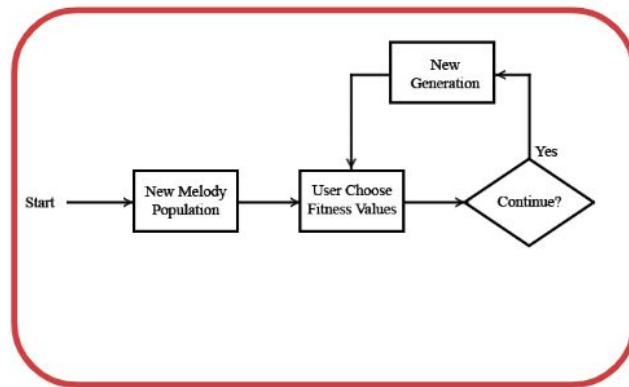 New
Generation
Yes
Start
New Melody
Population
User Choose
Fitness Values
Continue?